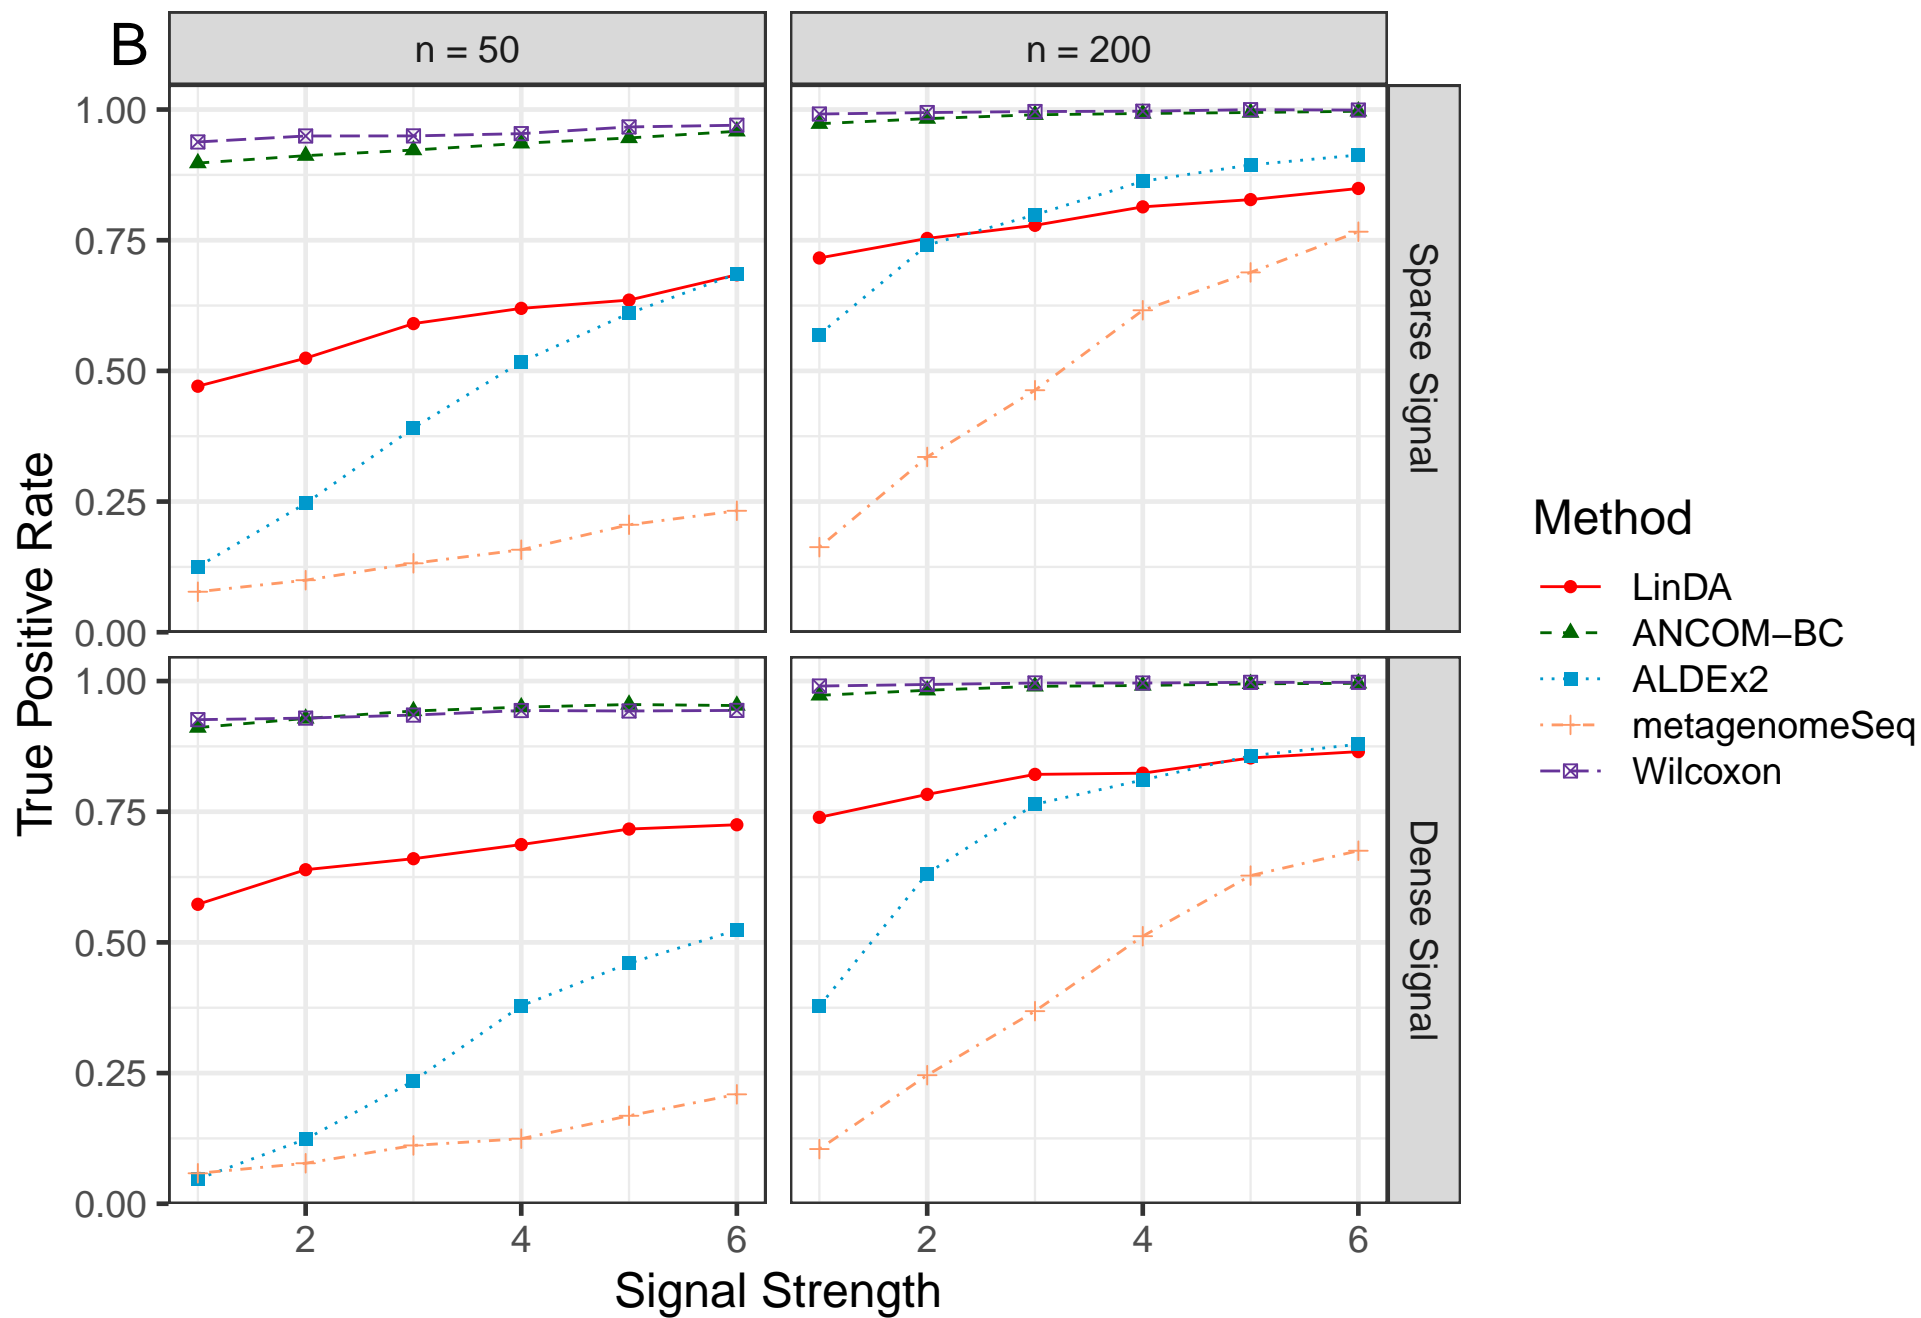 B
n = 50
n = 200
True Positive Rate
1.00
0.75
0.50
0.25
0.00
Sparse Signal
1.00
0.75
0.50
0.25
0.00
Dense Signal
2
4
6
2
4
6
Signal Strength
Method
LinDA
ANCOM−BC
ALDEx2
metagenomeSeq
Wilcoxon